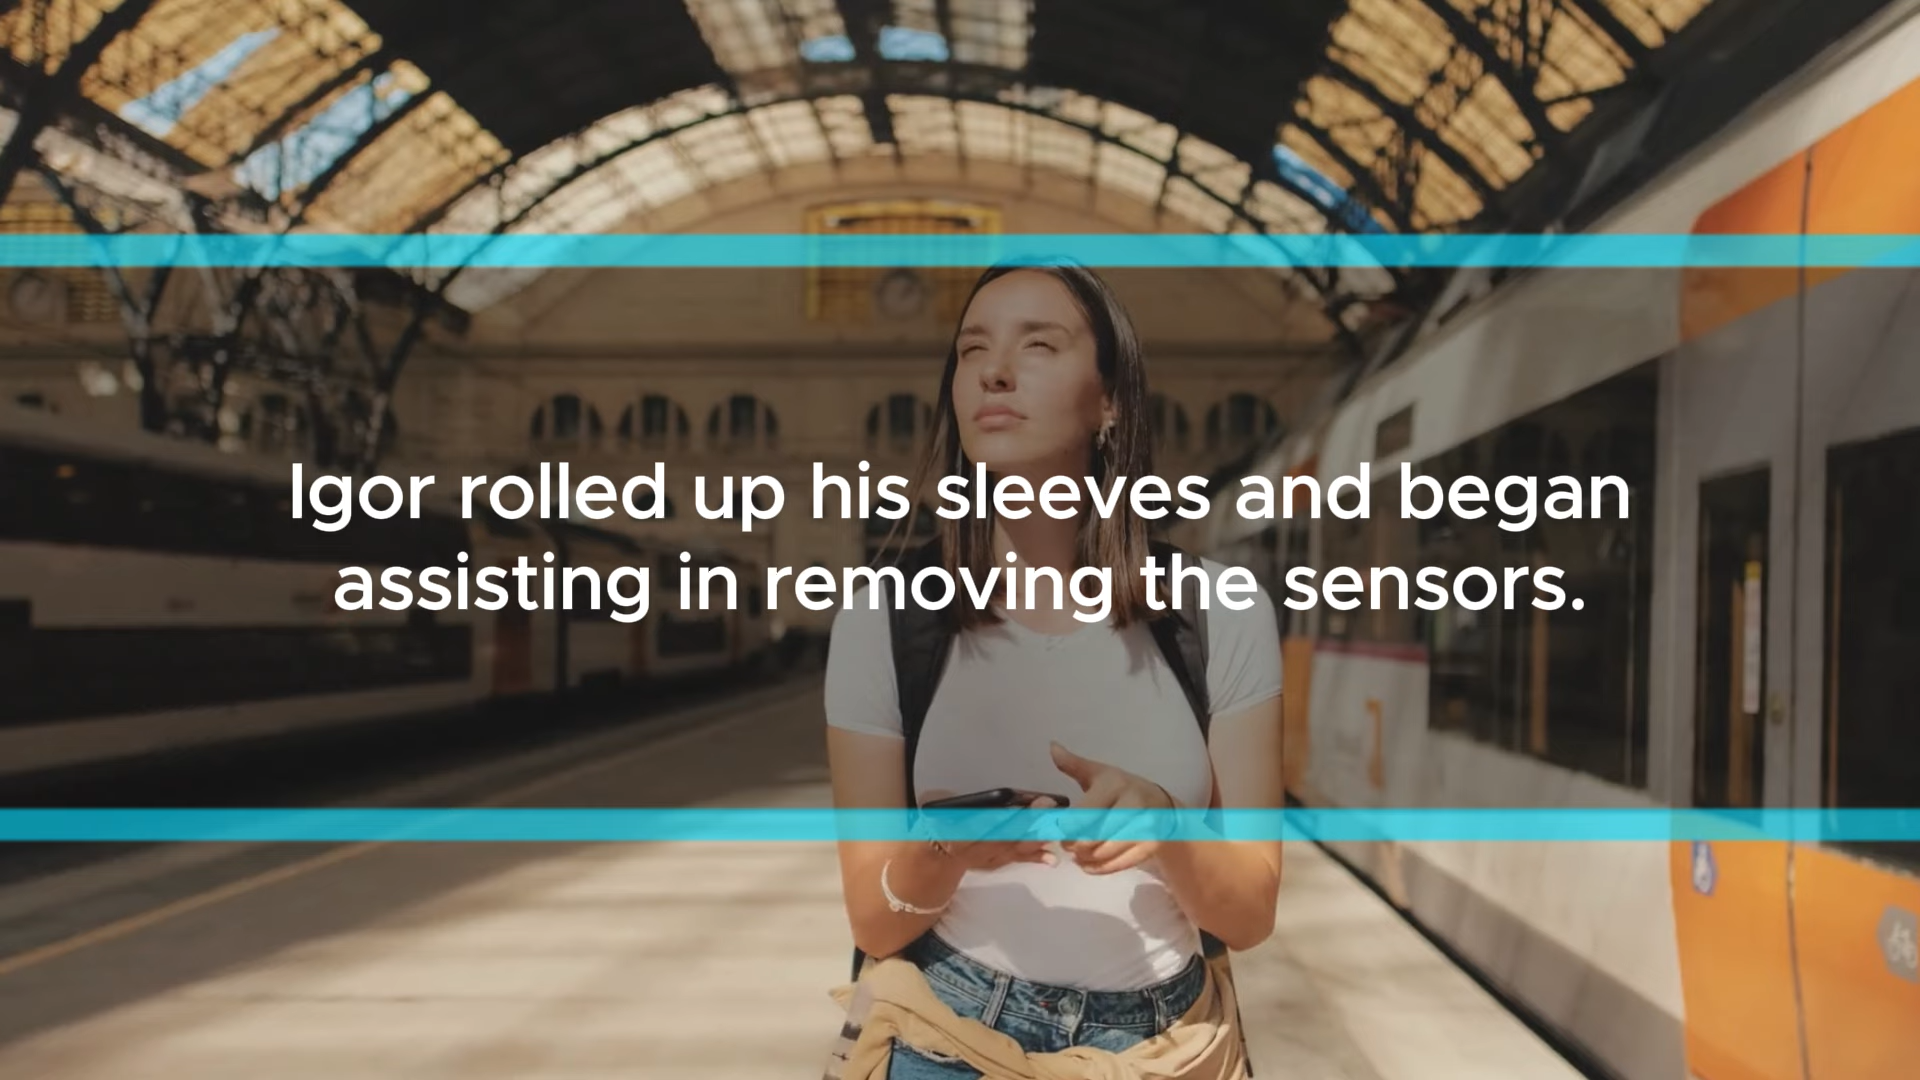 Igor rolled up his sleeves and began
assisting in removing the sensors.